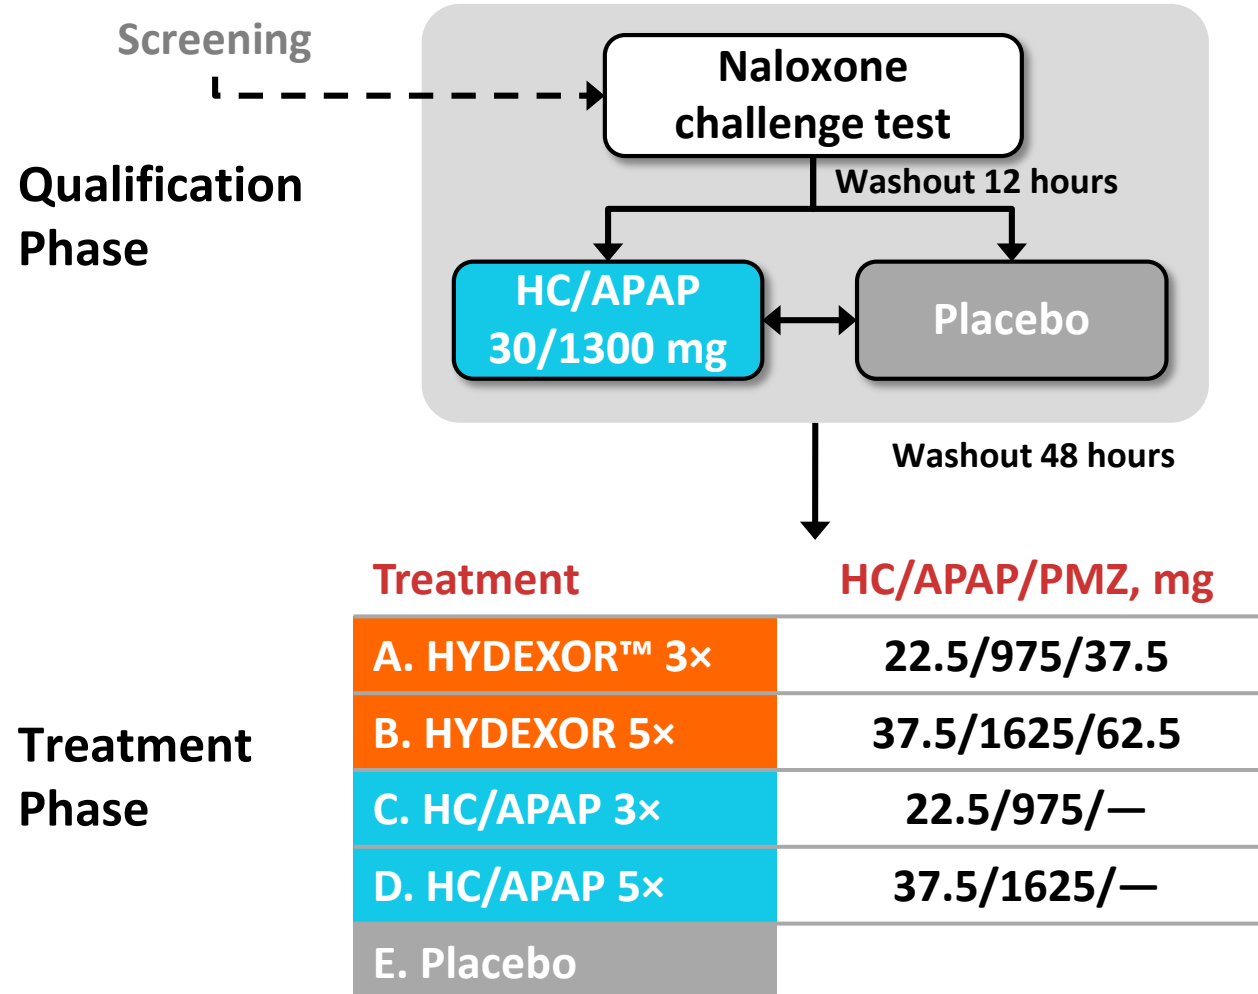 Screening
Naloxone
challenge test
Qualification
Phase
Washout 12 hours
HC/APAP
30/1300 mg
Placebo
Washout 48 hours
Treatment HC/APAP/PMZ, mg
A. HYDEXOR™ 3× 22.5/975/37.5
B. HYDEXOR 5× 37.5/1625/62.5
Treatment
Phase
C. HC/APAP 3× 22.5/975/—
D. HC/APAP 5× 37.5/1625/—
E. Placebo